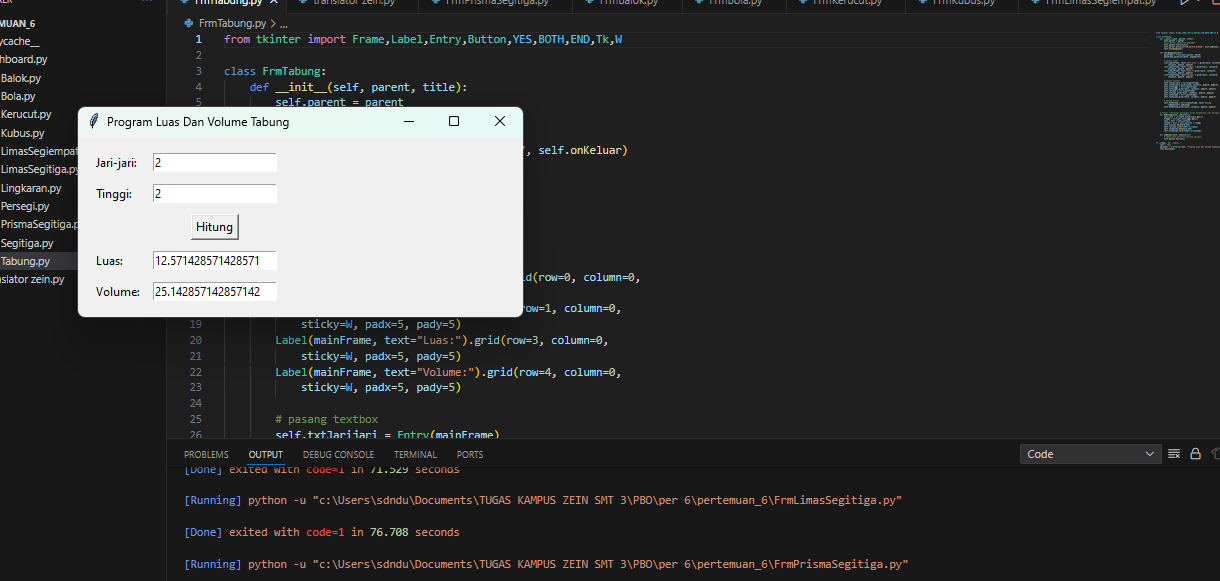 FrmTabung.py
translator zein.py
FrmPrismaSegitiga.py
FrmBalok.py
FrmBola.py
FrmKerucut.py
FrmKubus.py
FrmLimasSegiempat.py
MUAN_6
ycache__
hboard.py
Balok.py
Bola.py
Kerucut.py
Kubus.py
LimasSegiempat
LimasSegitiga.py
Lingkaran.py
Persegi.py
PrismaSegitiga.p
Segitiga.py
Tabung.py
nslator zein.py
FrmTabung.py > ...
1 from tkinter import Frame,Label,Entry,Button,YES,BOTH,END,Tk,W
2
3 class FrmTabung:
4 def __init__(self, parent, title):
5 self.parent = parent
Program Luas Dan Volume Tabung
', self.onKeluar)
Jari-jari: 2
Tinggi: 2
Hitung
Luas: 12.571428571428571
Volume: 25.142857142857142
id(row=0, column=0,
row=1, column=0,
19 sticky=W, padx=5, pady=5)
20 Label(mainFrame, text="Luas:").grid(row=3, column=0,
21 sticky=W, padx=5, pady=5)
22 Label(mainFrame, text="Volume:").grid(row=4, column=0,
23 sticky=W, padx=5, pady=5)
24
25 # pasang textbox
26 self.txtJarijari = Entry(mainFrame)
PROBLEMS OUTPUT DEBUG CONSOLE TERMINAL PORTS Code
[Done] exited with code=1 in 71.529 seconds
[Running] python -u "c:\Users\sdndu\Documents\TUGAS KAMPUS ZEIN SMT 3\PBO\per 6\pertemuan_6\FrmLimasSegitiga.py"
[Done] exited with code=1 in 76.708 seconds
[Running] python -u "c:\Users\sdndu\Documents\TUGAS KAMPUS ZEIN SMT 3\PBO\per 6\pertemuan_6\FrmPrismaSegitiga.py"